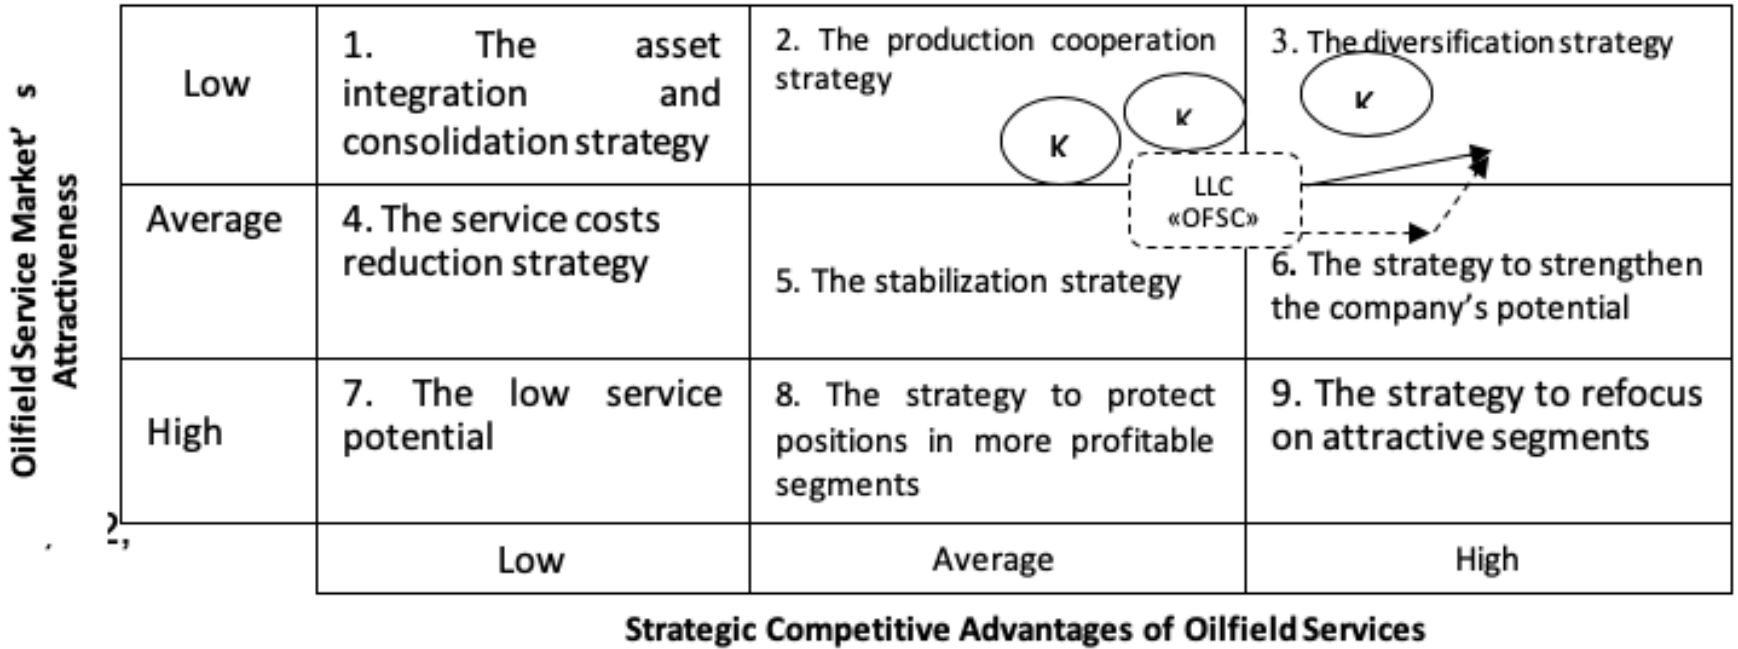 Oilfield Service Market' s
Attractiveness
Low
1. The asset
integration and
consolidation strategy
2. The production cooperation
strategy
K
K
3. The diversification strategy
K
LLC
«OFSC»
Average
4. The service costs
reduction strategy
5. The stabilization strategy
6. The strategy to strengthen
the company's potential
High
7. The low service
potential
8. The strategy to protect
positions in more profitable
segments
9. The strategy to refocus
on attractive segments
Low
Average
High
Strategic Competitive Advantages of Oilfield Services